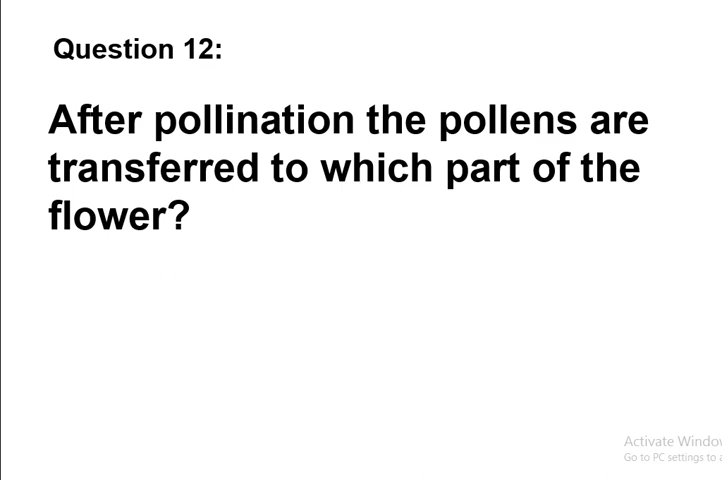 Question 12:
After pollination the pollens are
transferred to which part of the
flower?
Activate Windo
Go to PC settings to a